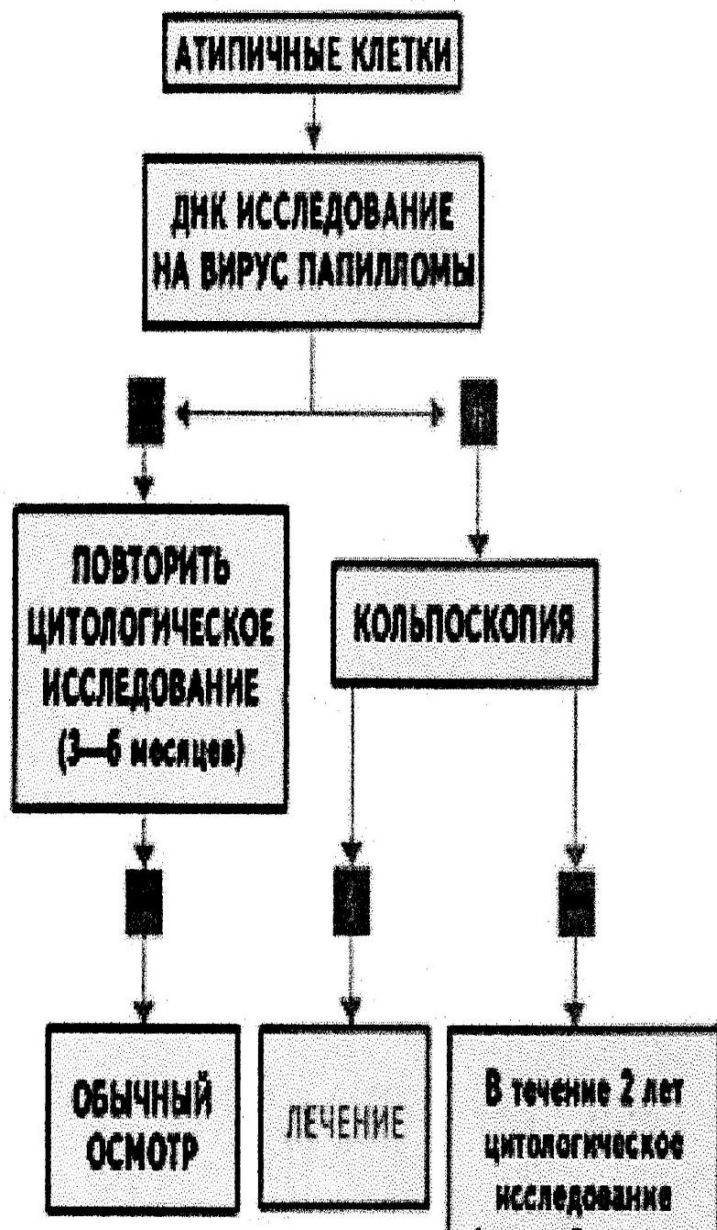 АТИПИЧНЫЕ КЛЕТКИ
ДНК ИССЛЕДОВАНИЕ
НА ВИРУС ПАПИЛЛОМЫ
ПОВТОРИТЬ
ЦИТОЛОГИЧЕСКОЕ
ИССЛЕДОВАНИЕ
(3—6 месяцев)
КОЛЬПОСКОПИЯ
ОБЫЧНЫЙ
ОСМОТР
ЛЕЧЕНИЕ
В течение 2 лет
цитологическое
исследование